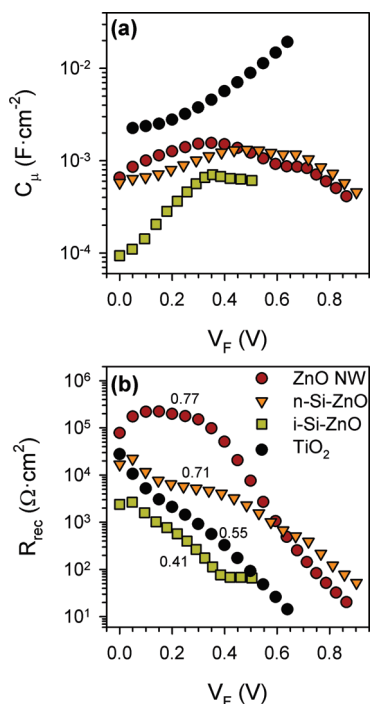 (a)
10⁻²
10⁻³
10⁻⁴
C_μ (F·cm⁻²)
0.0 0.2 0.4 0.6 0.8
V_F (V)
(b)
10⁶
10⁵
10⁴
10³
10²
10¹
R_rec (Ω·cm²)
ZnO NW
n-Si-ZnO
i-Si-ZnO
TiO₂
0.77
0.71
0.55
0.41
0.0 0.2 0.4 0.6 0.8
V_F (V)